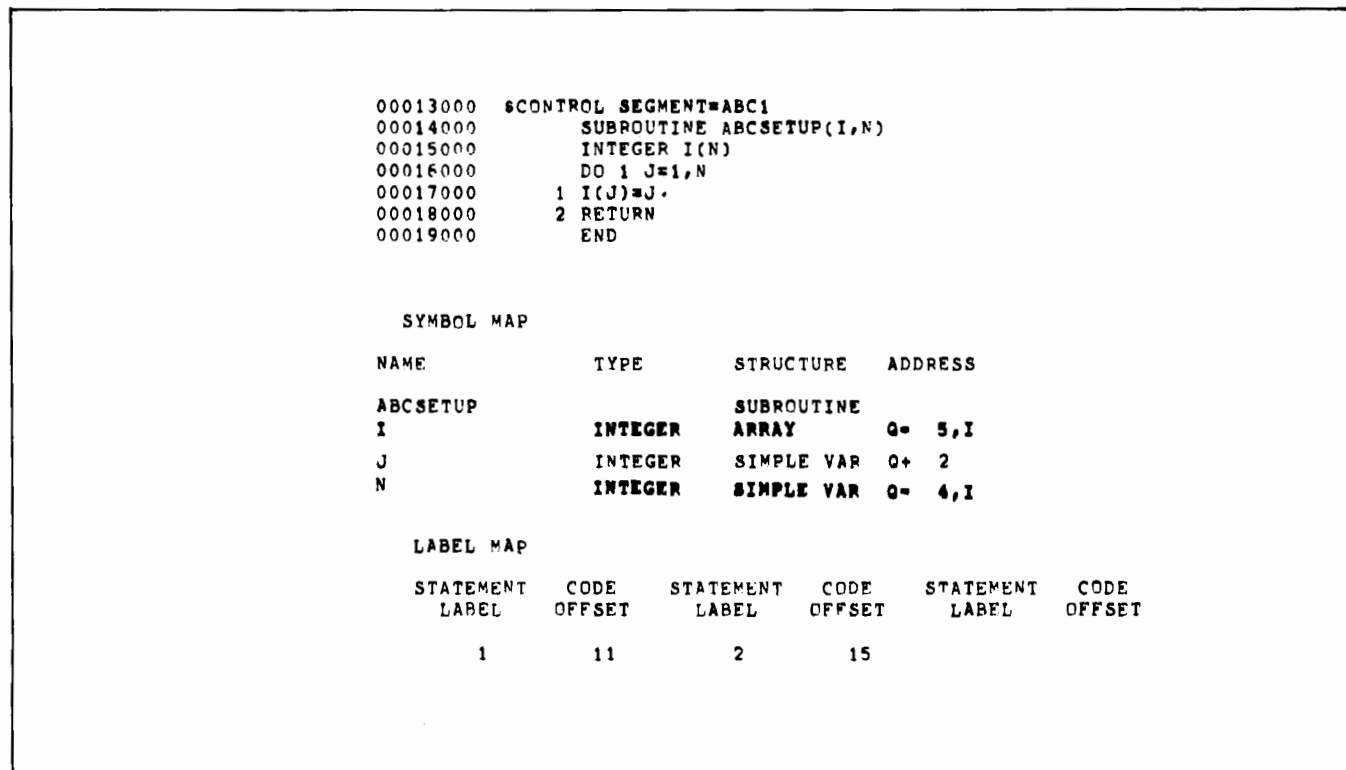 00013000 $CONTROL SEGMENT=ABC1
00014000 SUBROUTINE ABCSETUP(I,N)
00015000 INTEGER I(N)
00016000 DO 1 J=1,N
00017000 1 I(J)=J
00018000 2 RETURN
00019000 END
SYMBOL MAP
NAME TYPE STRUCTURE ADDRESS
ABCSETUP SUBROUTINE
I INTEGER ARRAY Q- 5,I
J INTEGER SIMPLE VAR Q+ 2
N INTEGER SIMPLE VAR Q- 4,I
LABEL MAP
STATEMENT CODE STATEMENT CODE STATEMENT CODE
LABEL OFFSET LABEL OFFSET LABEL OFFSET
1 11 2 15